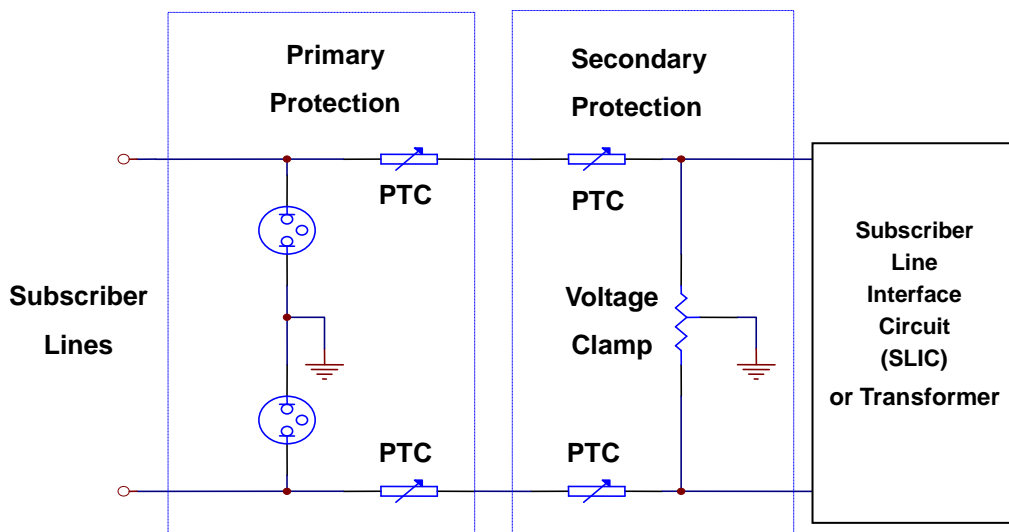 Primary
Protection
Secondary
Protection
PTC
PTC
Subscriber
Lines
Voltage
Clamp
Subscriber
Line
Interface
Circuit
(SLIC)
or Transformer
PTC
PTC